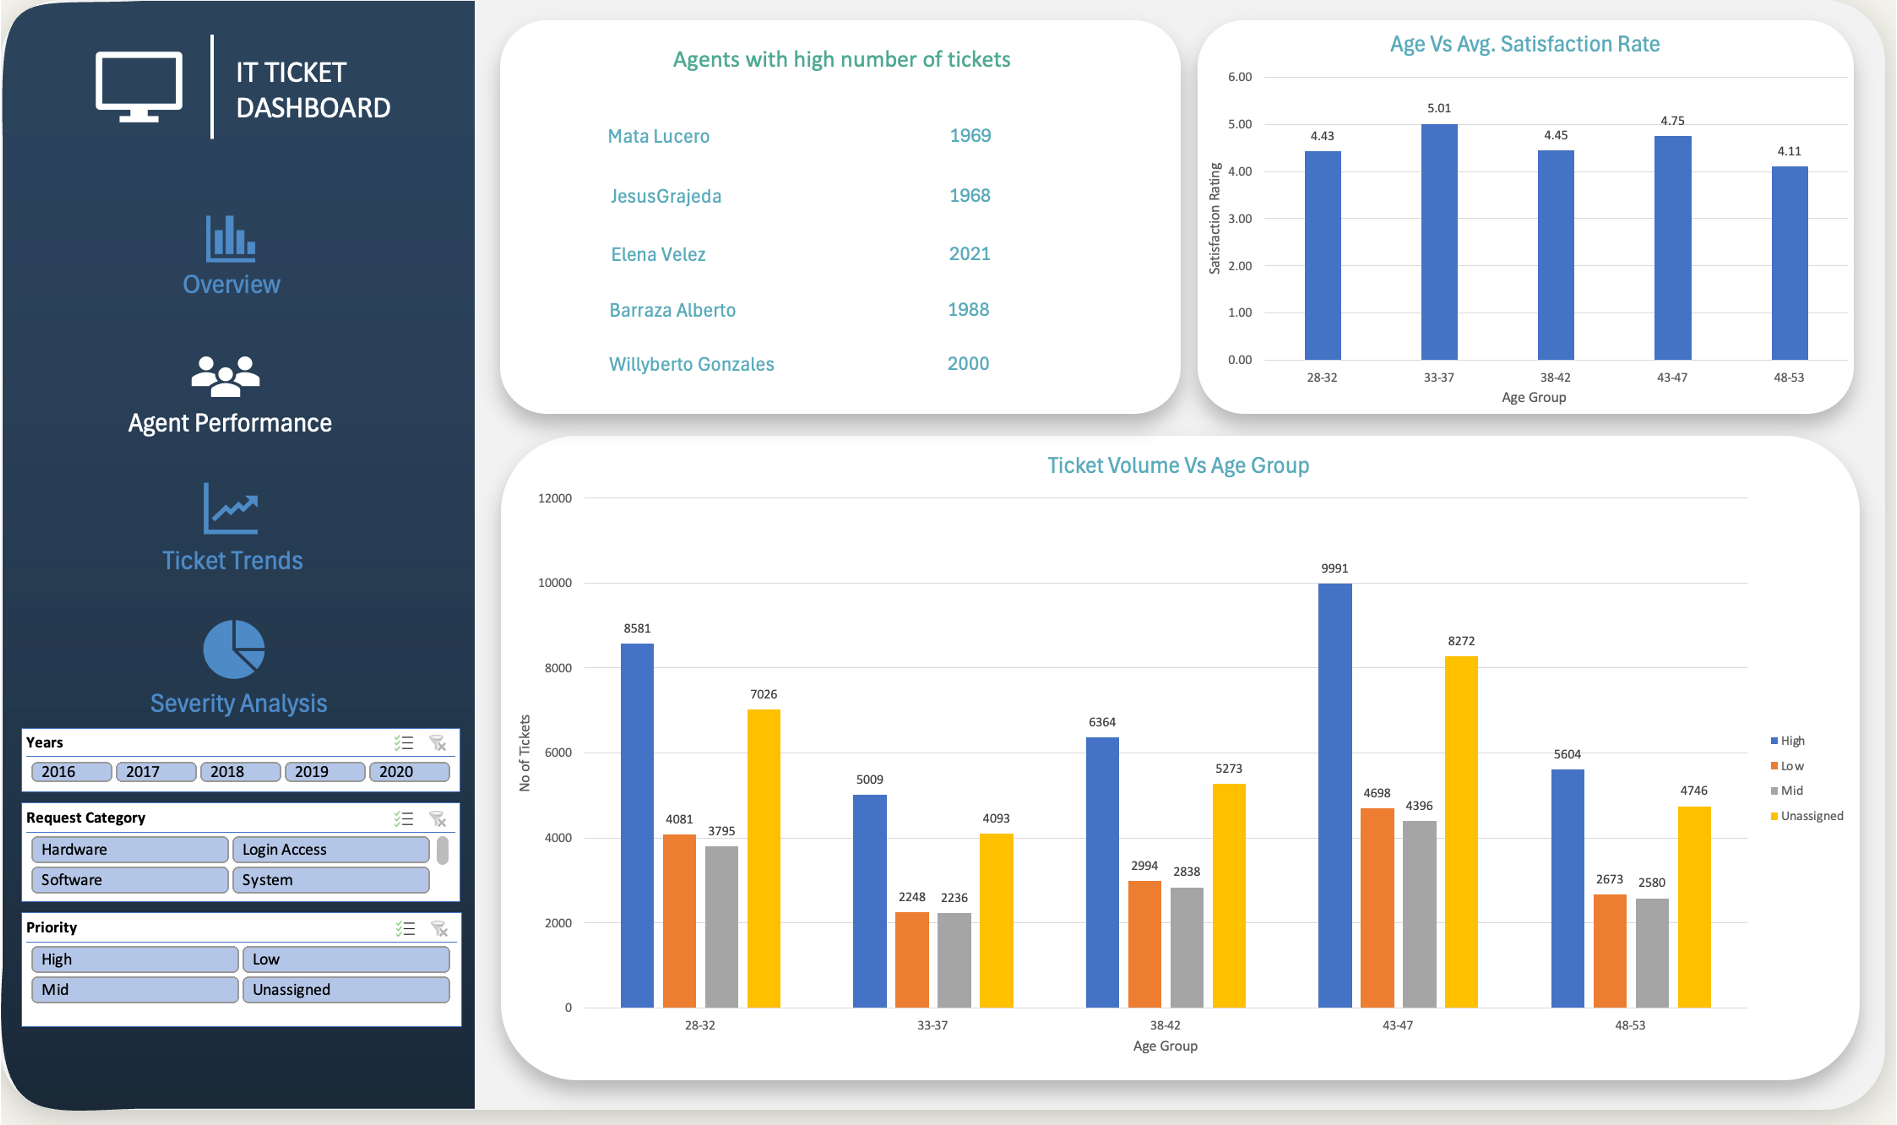 IT TICKET
DASHBOARD
Overview
Agent Performance
Ticket Trends
Severity Analysis
Years
2016 2017 2018 2019 2020
Request Category
Hardware Login Access
Software System
Priority
High Low
Mid Unassigned
Agents with high number of tickets
Mata Lucero 1969
JesusGrajeda 1968
Elena Velez 2021
Barraza Alberto 1988
Willyberto Gonzales 2000
Age Vs Avg. Satisfaction Rate
Satisfaction Rating
6.00
5.00
4.00
3.00
2.00
1.00
0.00
4.43 5.01 4.45 4.75 4.11
28-32 33-37 38-42 43-47 48-53
Age Group
Ticket Volume Vs Age Group
No of Tickets
12000
10000
8000
6000
4000
2000
0
8581 4081 3795 7026
5009 2248 2236 4093
6364 2994 2838 5273
9991 4698 4396 8272
5604 2673 2580 4746
28-32 33-37 38-42 43-47 48-53
Age Group
High
Low
Mid
Unassigned